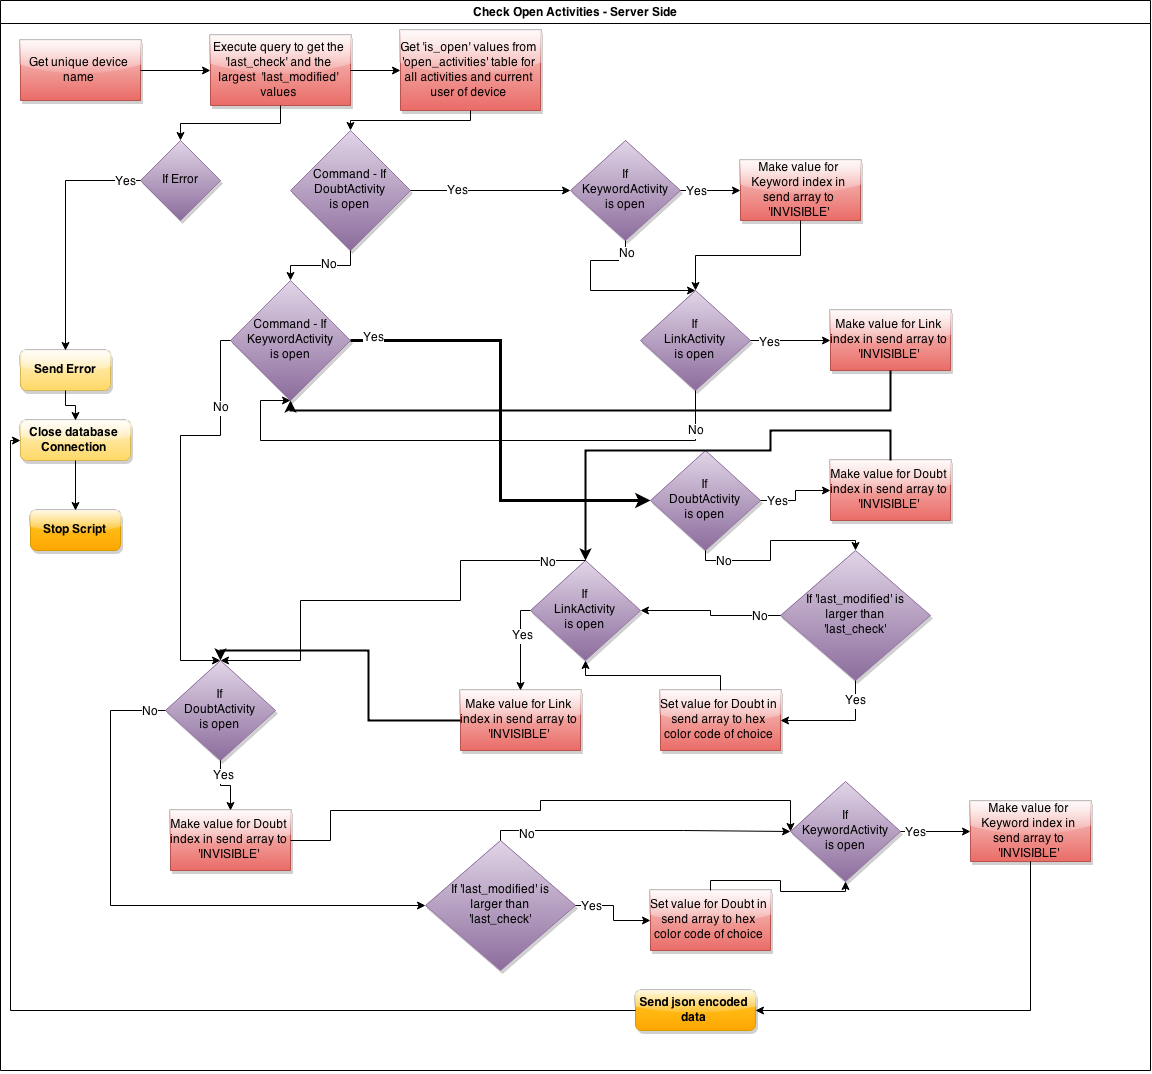 Check Open Activities - Server Side
Get unique device
name
Execute query to get the
'last_check' and the
largest 'last_modified'
values
Get 'is_open' values from
'open_activities' table for
all activities and current
user of device
If Error
Yes
Command - If
DoubtActivity
is open
Yes
If
KeywordActivity
is open
Yes
Make value for
Keyword index in
send array to
'INVISIBLE'
No
No
Command - If
KeywordActivity
is open
Yes
If
LinkActivity
is open
Yes
Make value for Link
index in send array to
'INVISIBLE'
Send Error
No
No
Close database
Connection
Stop Script
If
DoubtActivity
is open
Yes
Make value for Doubt
index in send array to
'INVISIBLE'
No
No
If
LinkActivity
is open
Yes
No
If 'last_modified' is
larger than
'last_check'
Yes
If
DoubtActivity
is open
No
Make value for Link
index in send array to
'INVISIBLE'
Set value for Doubt in
send array to hex
color code of choice
Yes
Make value for Doubt
index in send array to
'INVISIBLE'
No
If
KeywordActivity
is open
Yes
Make value for
Keyword index in
send array to
'INVISIBLE'
If 'last_modified' is
larger than
'last_check'
Yes
Set value for Doubt in
send array to hex
color code of choice
Send json encoded
data